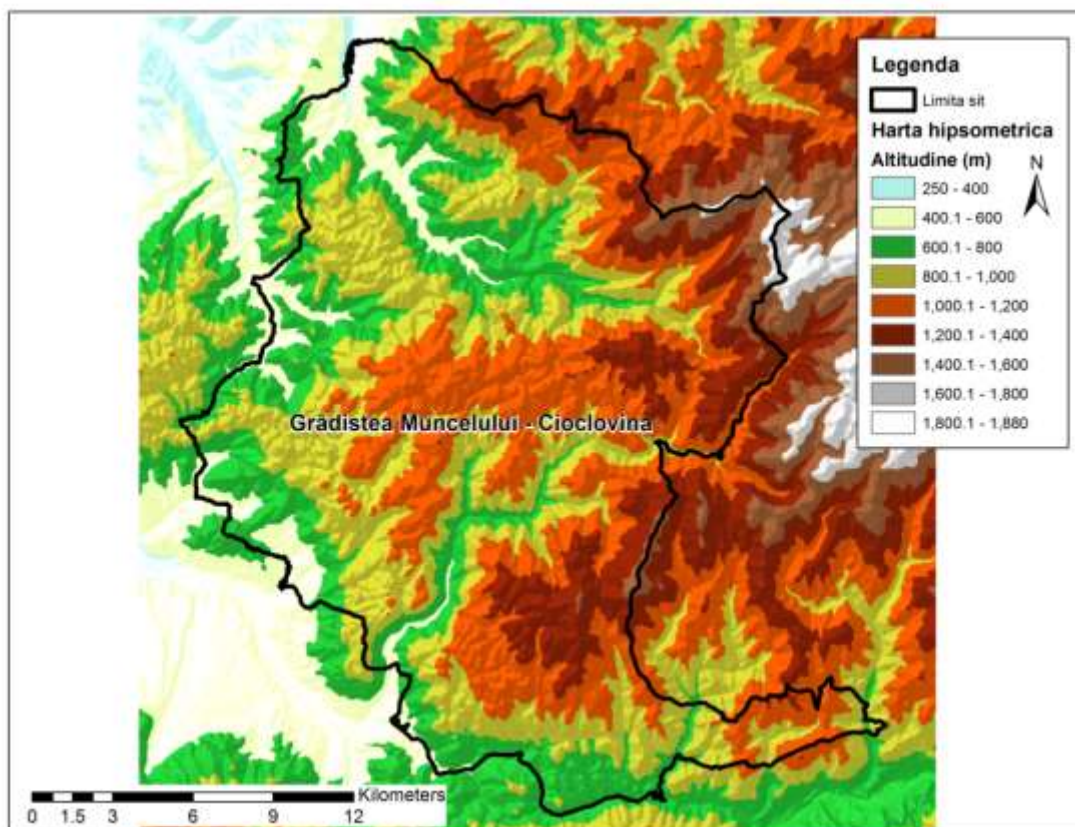 Legenda
Limita sit
Harta hipsometrica
Altitudine (m)
N
250 - 400
400.1 - 600
600.1 - 800
800.1 - 1,000
1,000.1 - 1,200
1,200.1 - 1,400
1,400.1 - 1,600
1,600.1 - 1,800
1,800.1 - 1,880
Grădistea Muncelului - Cioclovina
Kilometers
0 1.5 3 6 9 12